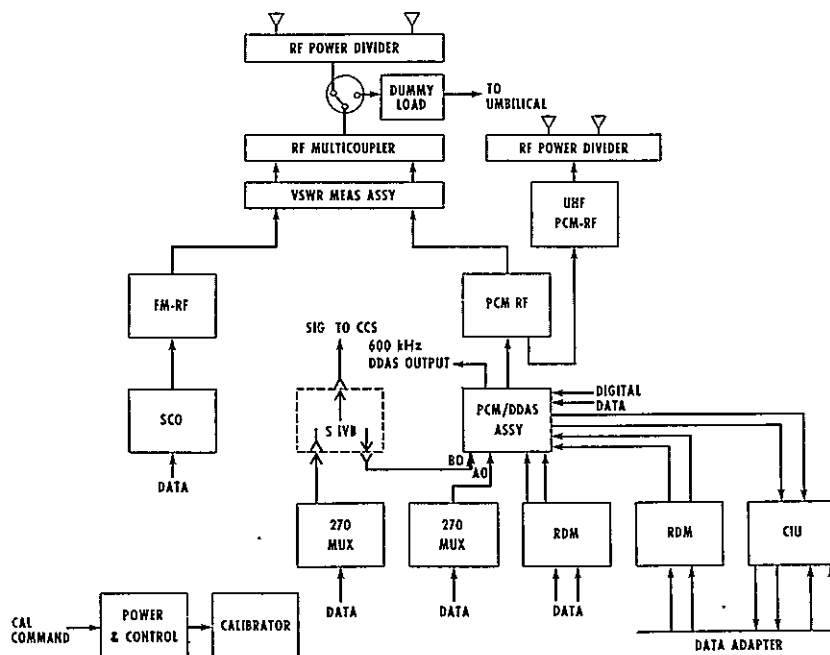 RF POWER DIVIDER
DUMMY
LOAD
TO
UMBILICAL
RF MULTICOUPLER
RF POWER DIVIDER
VSWR MEAS ASSY
UHF
PCM-RF
FM-RF
PCM RF
SIG TO CCS
600 kHz
DDAS OUTPUT
SCO
S IVB
PCM/DDAS
ASSY
DIGITAL
DATA
BO
AO
DATA
270
MUX
270
MUX
RDM
RDM
CIU
DATA
DATA
DATA
CAL
COMMAND
POWER
& CONTROL
CALIBRATOR
DATA ADAPTER